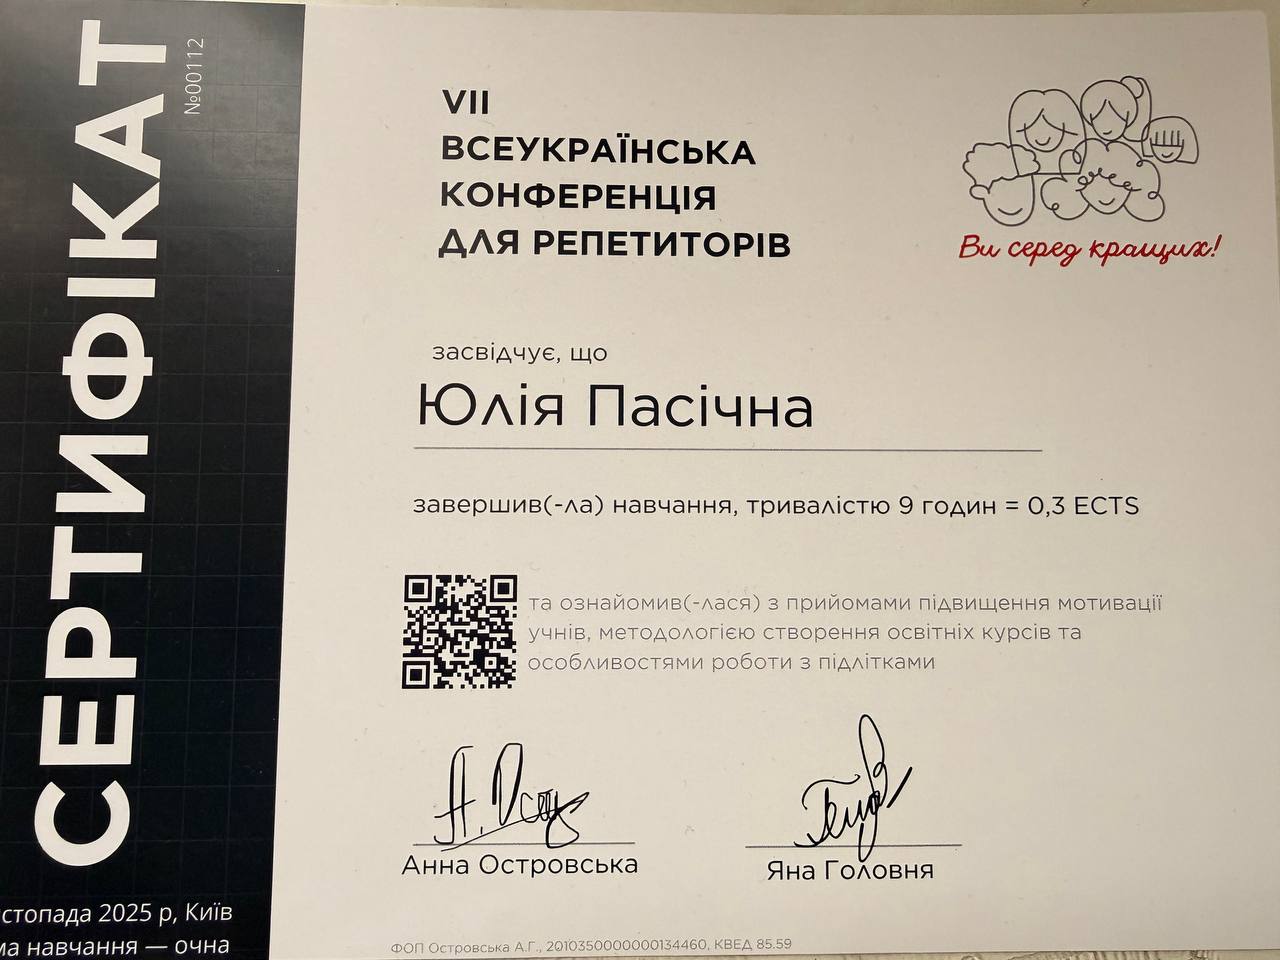 СЕРТИФІКАТ
№00112
VII
ВСЕУКРАЇНСЬКА
КОНФЕРЕНЦІЯ
ДЛЯ РЕПЕТИТОРІВ
Ви серед кращих!
засвідчує, що
Юлія Пасічна
завершив(-ла) навчання, тривалістю 9 годин = 0,3 ECTS
та ознайомив(-лася) з прийомами підвищення мотивації
учнів, методологією створення освітніх курсів та
особливостями роботи з підлітками
Анна Островська
Яна Головня
2025 р, Київ
навчання — очна
ФОП Островська А.Г., 2010350000000134460, КВЕД 85.59